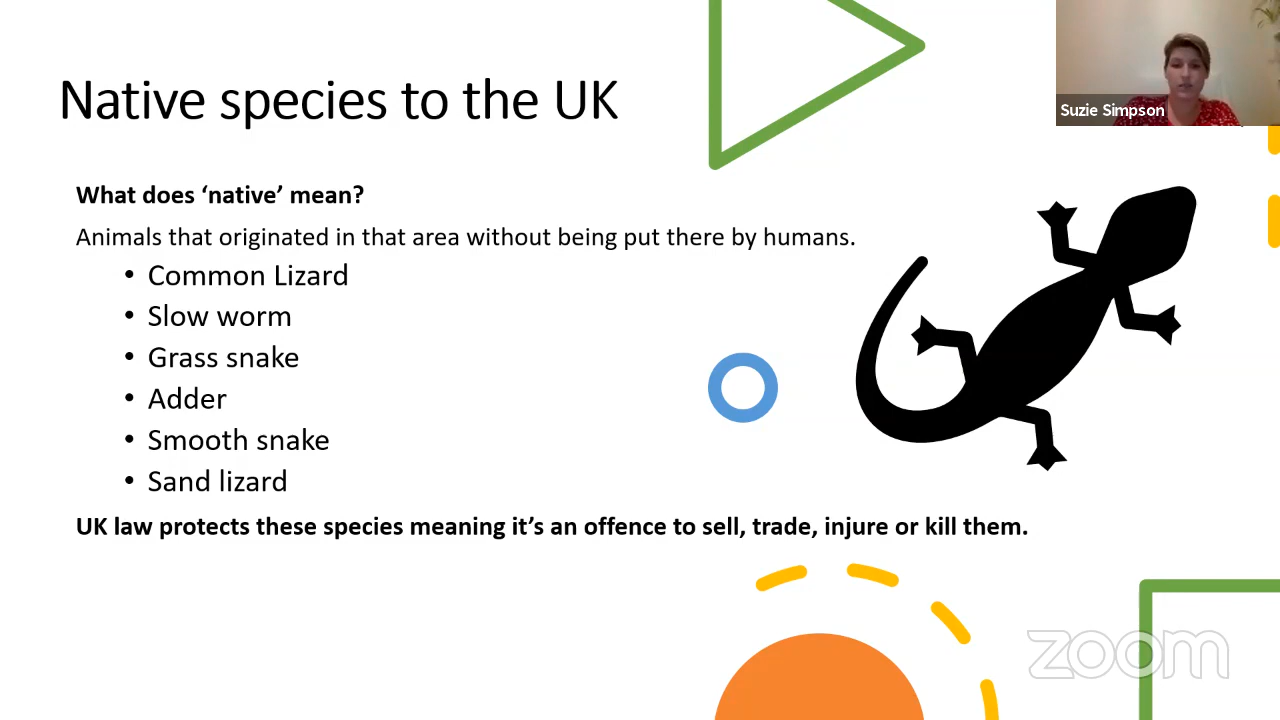 Native species to the UK
Suzie Simpson
What does ‘native’ mean?
Animals that originated in that area without being put there by humans.
• Common Lizard
• Slow worm
• Grass snake
• Adder
• Smooth snake
• Sand lizard
UK law protects these species meaning it’s an offence to sell, trade, injure or kill them.
zoom